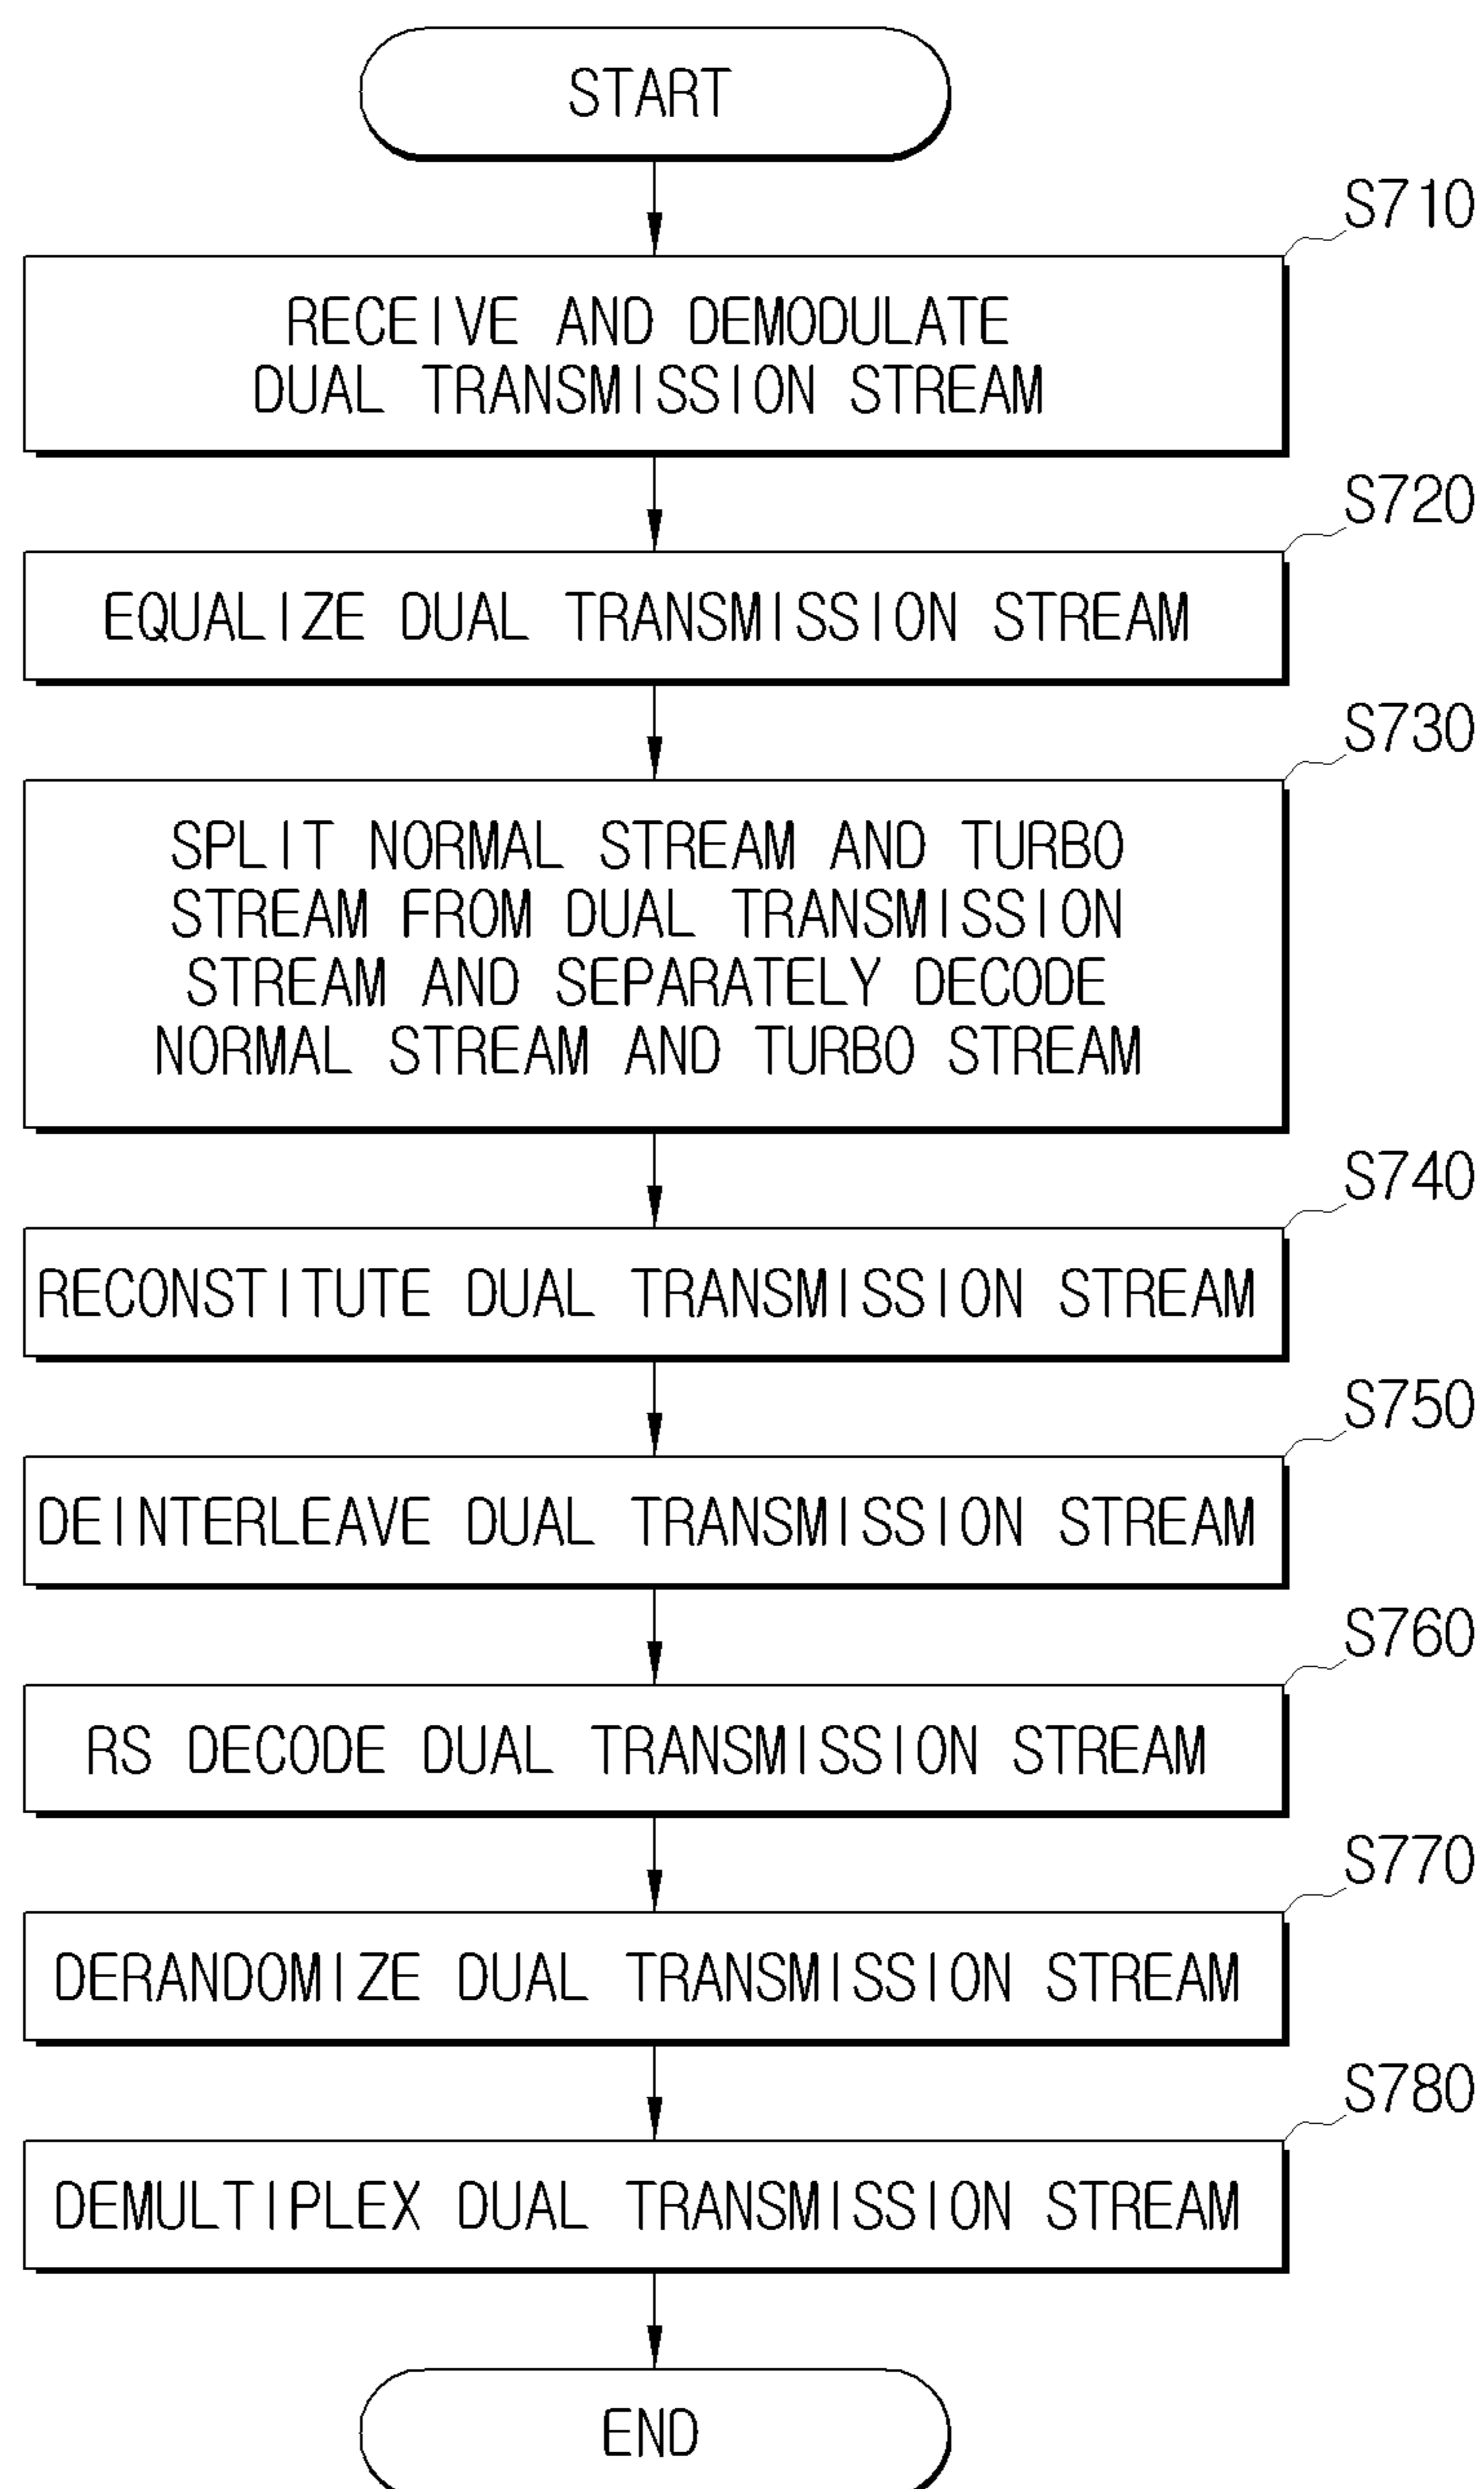 START
S710
RECEIVE AND DEMODULATE
DUAL TRANSMISSION STREAM
S720
EQUALIZE DUAL TRANSMISSION STREAM
S730
SPLIT NORMAL STREAM AND TURBO
STREAM FROM DUAL TRANSMISSION
STREAM AND SEPARATELY DECODE
NORMAL STREAM AND TURBO STREAM
S740
RECONSTITUTE DUAL TRANSMISSION STREAM
S750
DEINTERLEAVE DUAL TRANSMISSION STREAM
S760
RS DECODE DUAL TRANSMISSION STREAM
S770
DERANDOMIZE DUAL TRANSMISSION STREAM
S780
DEMULTIPLEX DUAL TRANSMISSION STREAM
END